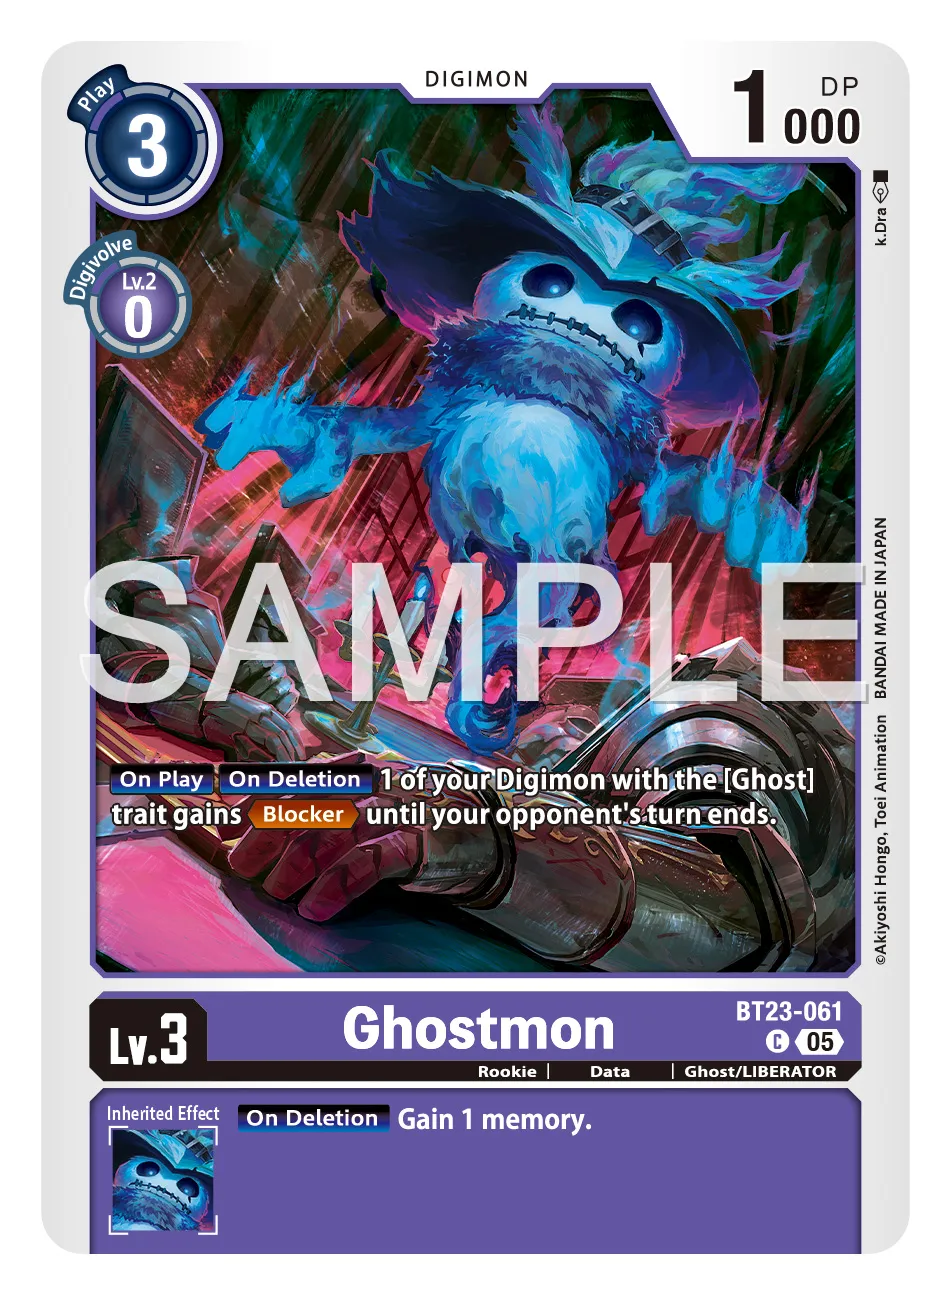 DIGIMON
Play
3
1000
DP
Digivolve
Lv.2
0
k.Dra
SAMPLE
On Play On Deletion 1 of your Digimon with the [Ghost]
trait gains Blocker until your opponent's turn ends.
©Akiyoshi Hongo, Toei Animation BANDAI MADE IN JAPAN
Lv.3
Ghostmon
BT23-061
C 05
Rookie | Data | Ghost/LIBERATOR
Inherited Effect
On Deletion Gain 1 memory.